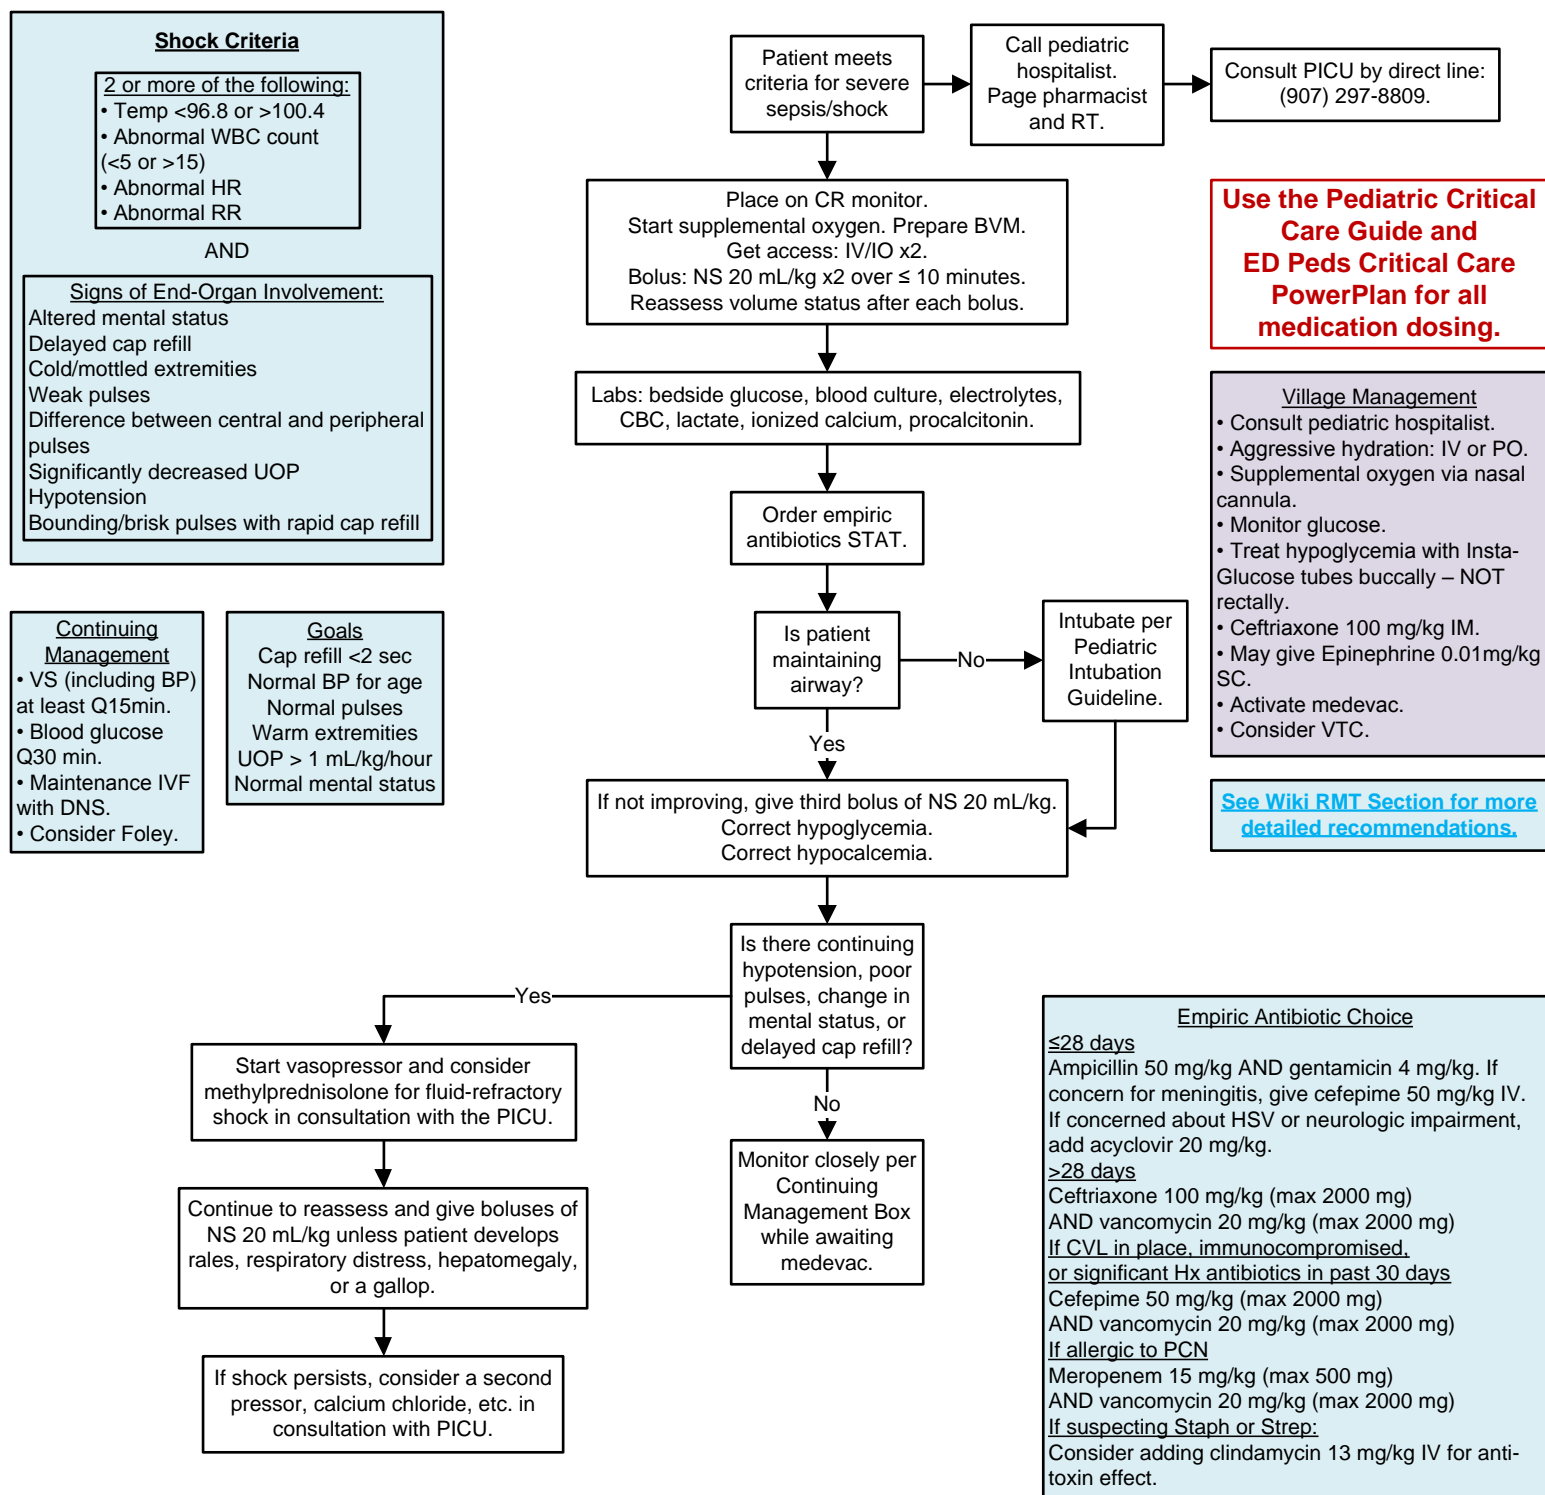 Shock Criteria
2 or more of the following:
• Temp <96.8 or >100.4
• Abnormal WBC count
(<5 or >15)
• Abnormal HR
• Abnormal RR
AND
Signs of End-Organ Involvement:
Altered mental status
Delayed cap refill
Cold/mottled extremities
Weak pulses
Difference between central and peripheral
pulses
Significantly decreased UOP
Hypotension
Bounding/brisk pulses with rapid cap refill
Continuing
Management
• VS (including BP)
at least Q15min.
• Blood glucose
Q30 min.
• Maintenance IVF
with DNS.
• Consider Foley.
Goals
Cap refill <2 sec
Normal BP for age
Normal pulses
Warm extremities
UOP > 1 mL/kg/hour
Normal mental status
Patient meets
criteria for severe
sepsis/shock
Call pediatric
hospitalist.
Page pharmacist
and RT.
Consult PICU by direct line:
(907) 297-8809.
Place on CR monitor.
Start supplemental oxygen. Prepare BVM.
Get access: IV/IO x2.
Bolus: NS 20 mL/kg x2 over ≤ 10 minutes.
Reassess volume status after each bolus.
Labs: bedside glucose, blood culture, electrolytes,
CBC, lactate, ionized calcium, procalcitonin.
Order empiric
antibiotics STAT.
Is patient
maintaining
airway?
No
Intubate per
Pediatric
Intubation
Guideline.
Yes
If not improving, give third bolus of NS 20 mL/kg.
Correct hypoglycemia.
Correct hypocalcemia.
Is there continuing
hypotension, poor
pulses, change in
mental status, or
delayed cap refill?
Yes
Start vasopressor and consider
methylprednisolone for fluid-refractory
shock in consultation with the PICU.
Continue to reassess and give boluses of
NS 20 mL/kg unless patient develops
rales, respiratory distress, hepatomegaly,
or a gallop.
If shock persists, consider a second
pressor, calcium chloride, etc. in
consultation with PICU.
No
Monitor closely per
Continuing
Management Box
while awaiting
medevac.
Use the Pediatric Critical
Care Guide and
ED Peds Critical Care
PowerPlan for all
medication dosing.
Village Management
• Consult pediatric hospitalist.
• Aggressive hydration: IV or PO.
• Supplemental oxygen via nasal
cannula.
• Monitor glucose.
• Treat hypoglycemia with Insta-
Glucose tubes buccally – NOT
rectally.
• Ceftriaxone 100 mg/kg IM.
• May give Epinephrine 0.01mg/kg
SC.
• Activate medevac.
• Consider VTC.
See Wiki RMT Section for more
detailed recommendations.
Empiric Antibiotic Choice
≤28 days
Ampicillin 50 mg/kg AND gentamicin 4 mg/kg. If
concern for meningitis, give cefepime 50 mg/kg IV.
If concerned about HSV or neurologic impairment,
add acyclovir 20 mg/kg.
>28 days
Ceftriaxone 100 mg/kg (max 2000 mg)
AND vancomycin 20 mg/kg (max 2000 mg)
If CVL in place, immunocompromised,
or significant Hx antibiotics in past 30 days
Cefepime 50 mg/kg (max 2000 mg)
AND vancomycin 20 mg/kg (max 2000 mg)
If allergic to PCN
Meropenem 15 mg/kg (max 500 mg)
AND vancomycin 20 mg/kg (max 2000 mg)
If suspecting Staph or Strep:
Consider adding clindamycin 13 mg/kg IV for anti-
toxin effect.